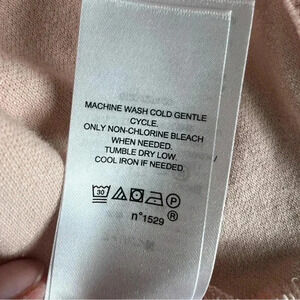 MACHINE WASH COLD GENTLE
CYCLE.
ONLY NON-CHLORINE BLEACH
WHEN NEEDED.
TUMBLE DRY LOW.
COOL IRON IF NEEDED.
30 P
n°1529 ®